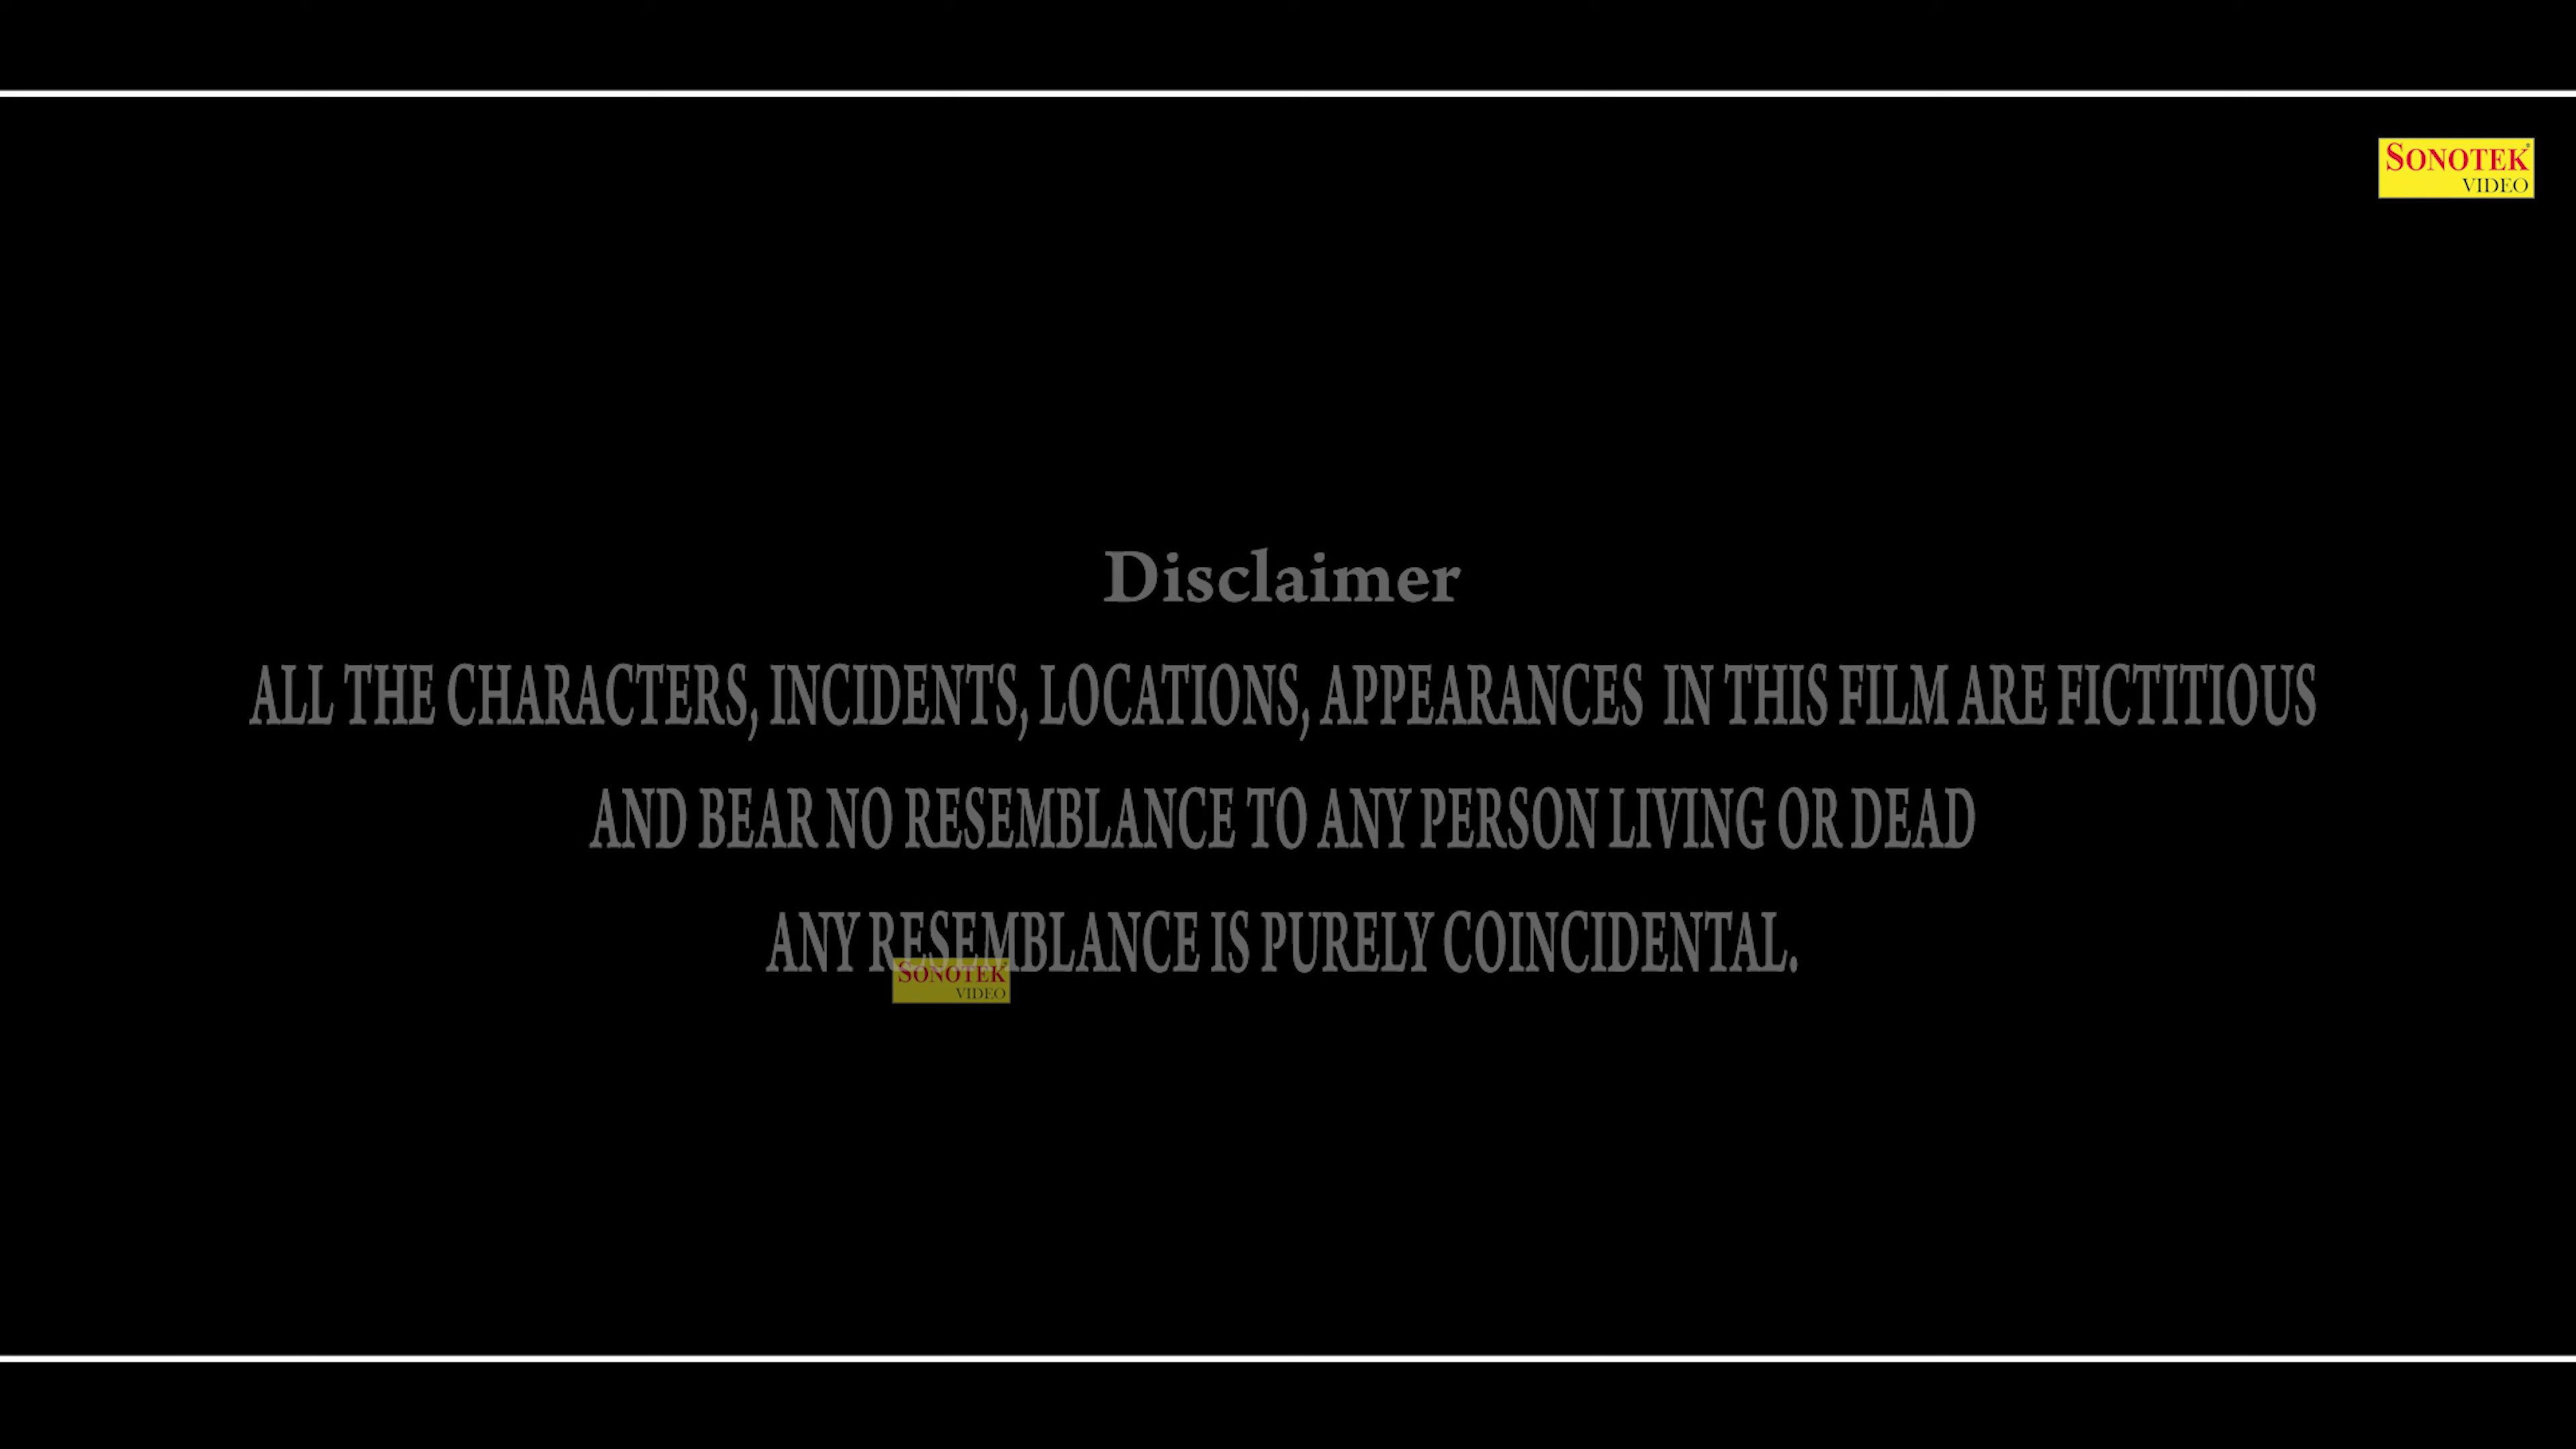 SONOTEK
VIDEO
Disclaimer
ALL THE CHARACTERS, INCIDENTS, LOCATIONS, APPEARANCES IN THIS FILM ARE FICTITIOUS
AND BEAR NO RESEMBLANCE TO ANY PERSON LIVING OR DEAD
ANY RESEMBLANCE IS PURELY COINCIDENTAL.
SONOTEK
VIDEO